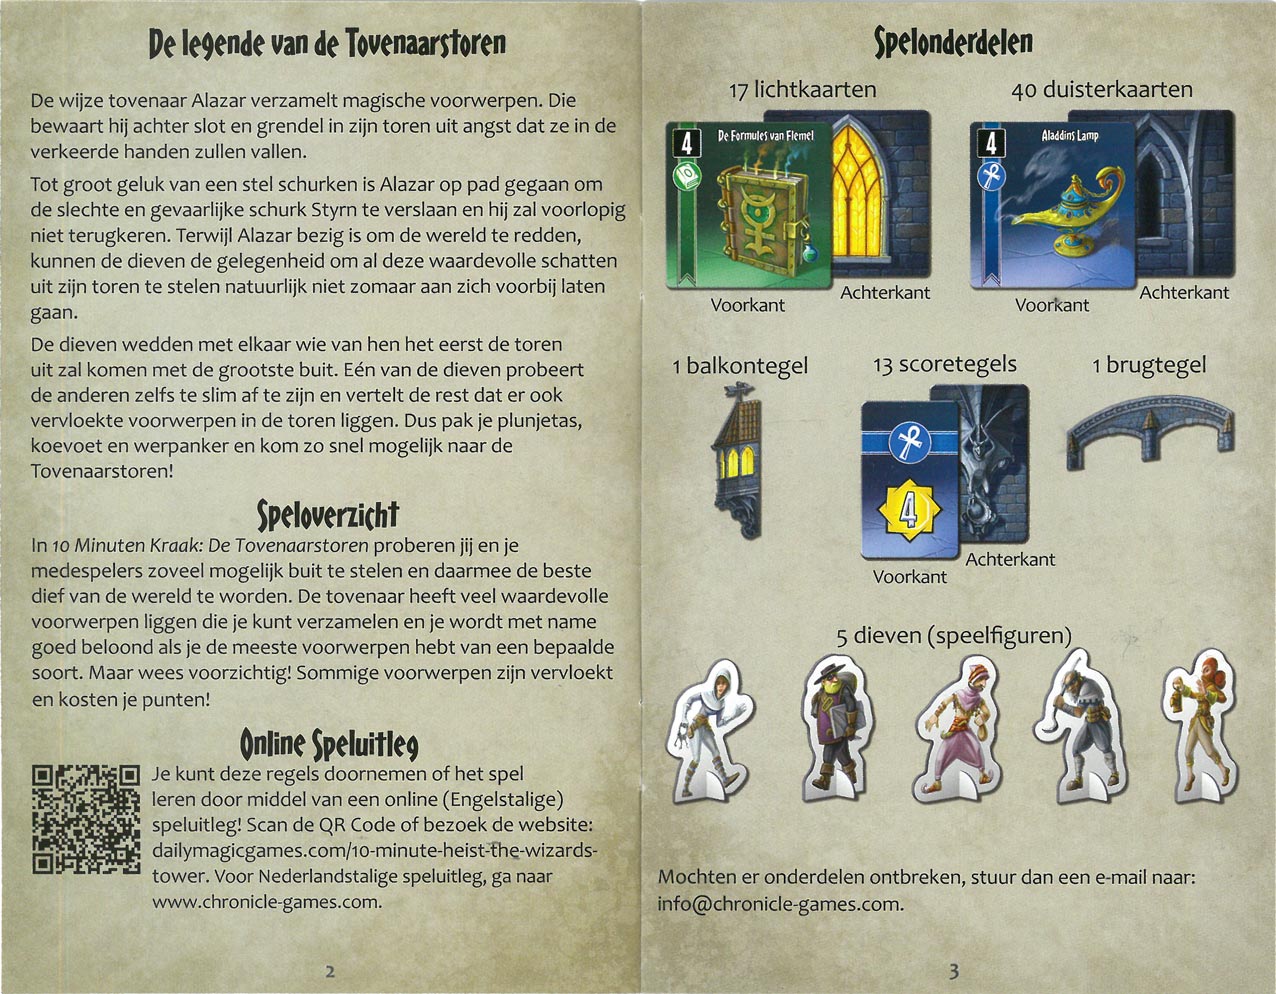 De legende van de Tovenaarstoren
De wijze tovenaar Alazar verzamelt magische voorwerpen. Die
bewaart hij achter slot en grendel in zijn toren uit angst dat ze in de
verkeerde handen zullen vallen.
Tot groot geluk van een stel schurken is Alazar op pad gegaan om
de slechte en gevaarlijke schurk Styrn te verslaan en hij zal voorlopig
niet terugkeren. Terwijl Alazar bezig is om de wereld te redden,
kunnen de dieven de gelegenheid om al deze waardevolle schatten
uit zijn toren te stelen natuurlijk niet zomaar aan zich voorbij laten
gaan.
De dieven wedden met elkaar wie van hen het eerst de toren
uit zal komen met de grootste buit. Eén van de dieven probeert
de anderen zelfs te slim af te zijn en vertelt de rest dat er ook
vervloekte voorwerpen in de toren liggen. Dus pak je plunjetas,
koevoet en werpanker en kom zo snel mogelijk naar de
Tovenaarstoren!
Speloverzicht
In 10 Minuten Kraak: De Tovenaarstoren proberen jij en je
medespelers zoveel mogelijk buit te stelen en daarmee de beste
dief van de wereld te worden. De tovenaar heeft veel waardevolle
voorwerpen liggen die je kunt verzamelen en je wordt met name
goed beloond als je de meeste voorwerpen hebt van een bepaalde
soort. Maar wees voorzichtig! Sommige voorwerpen zijn vervloekt
en kosten je punten!
Online Speluitleg
Je kunt deze regels doornemen of het spel
leren door middel van een online (Engelstalige)
speluitleg! Scan de QR Code of bezoek de website:
dailymagicgames.com/10-minute-heist-the-wizards-
tower. Voor Nederlandstalige speluitleg, ga naar
www.chronicle-games.com.
2
Spelonderdelen
17 lichtkaarten
40 duisterkaarten
4
De Formules van Flemel
4
Aladdins Lamp
Voorkant
Achterkant
Voorkant
Achterkant
1 balkontegel
13 scoretegels
1 brugtegel
4
Voorkant
Achterkant
5 dieven (speelfiguren)
Mochten er onderdelen ontbreken, stuur dan een e-mail naar:
info@chronicle-games.com.
3